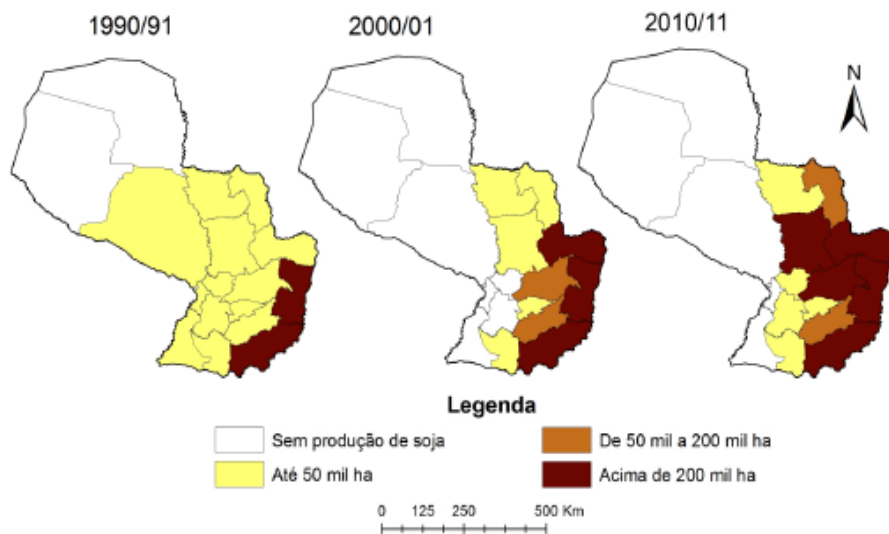 1990/91
2000/01
2010/11
N
Legenda
Sem produção de soja
De 50 mil a 200 mil ha
Até 50 mil ha
Acima de 200 mil ha
0 125 250 500 Km